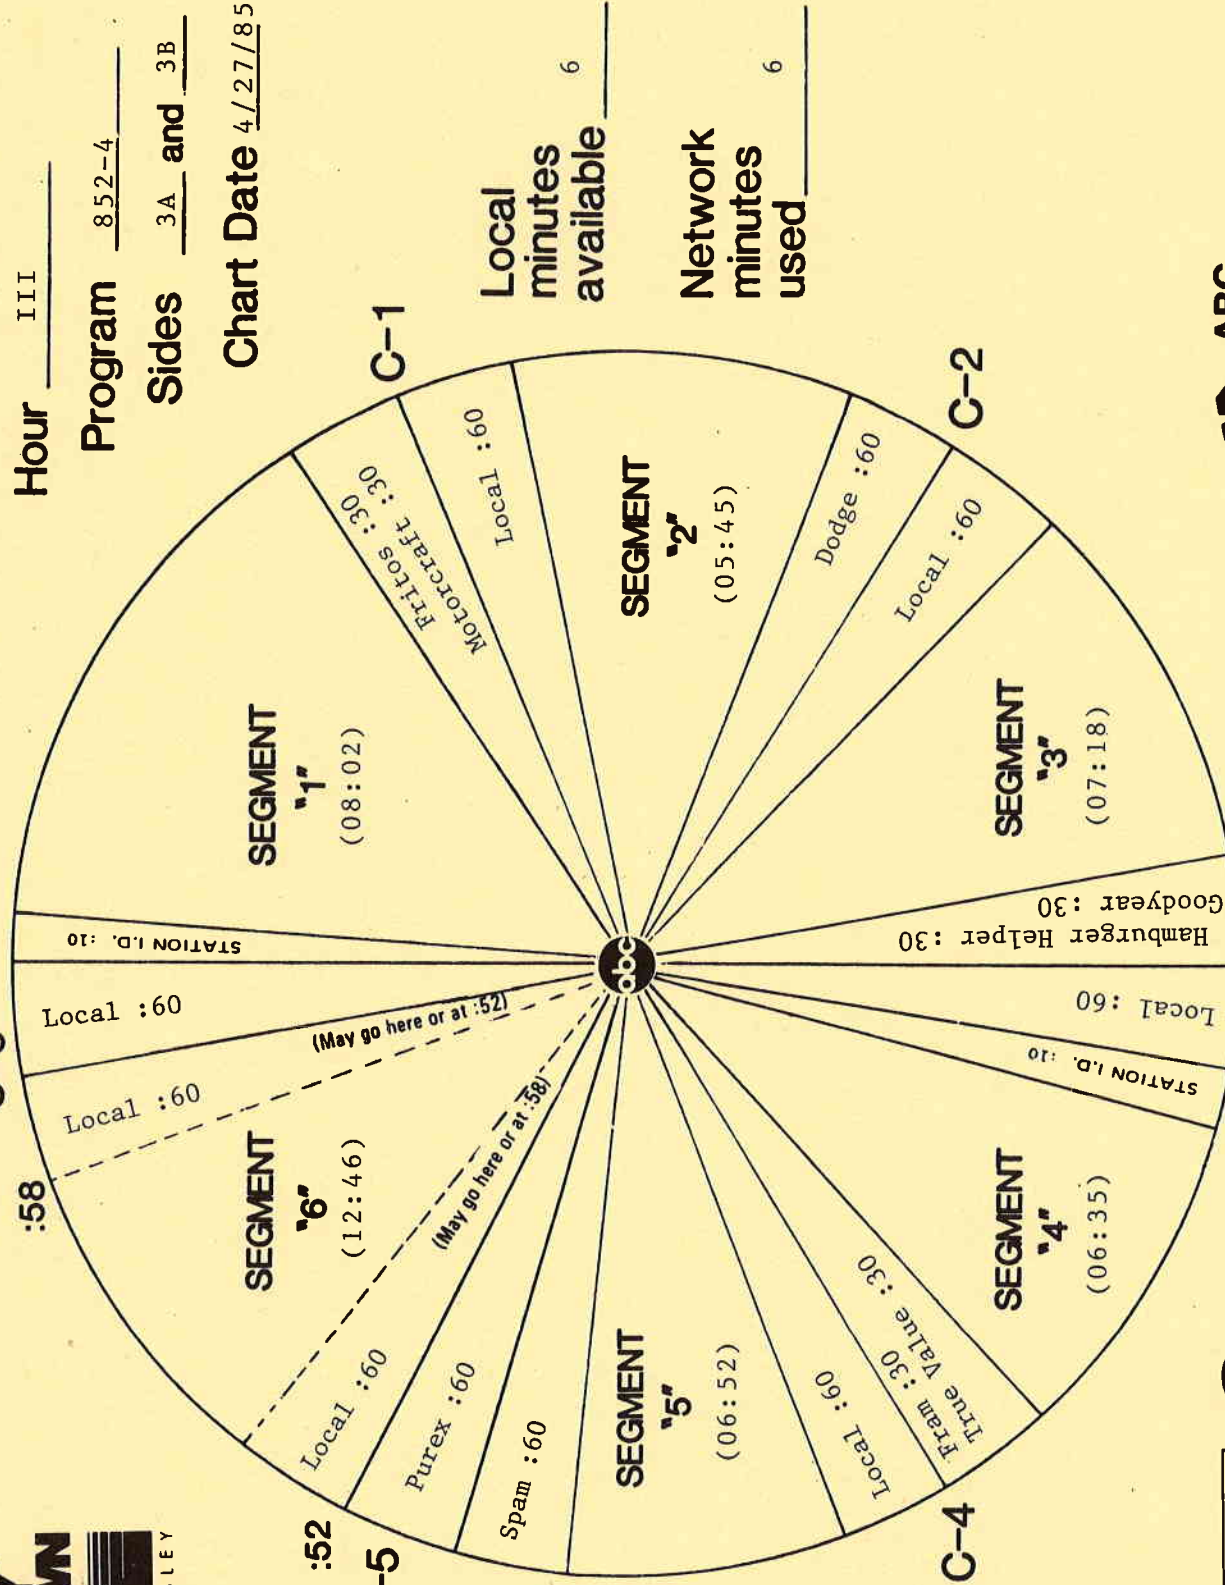 Hour III
Program 852-4
Sides 3A and 3B
Chart Date 4/27/85
Local
minutes
available 6
Network
minutes
used 6
STATION I.D. :10
SEGMENT
"1"
(08:02)
Fritos :30
Motorcraft :30
C-1
Local :60
SEGMENT
"2"
(05:45)
Dodge :60
C-2
Local :60
SEGMENT
"3"
(07:18)
Goodyear :30
Hamburger Helper :30
Local :60
STATION I.D. :10
SEGMENT
"4"
(06:35)
True Value :30
Fram :30
C-4
Local :60
SEGMENT
"5"
(06:52)
Spam :60
Purex :60
:52
-5
Local :60
(May go here or at :58)
SEGMENT
"6"
(12:46)
:58
Local :60
(May go here or at :52)
Local :60
abc
ABC
LEY